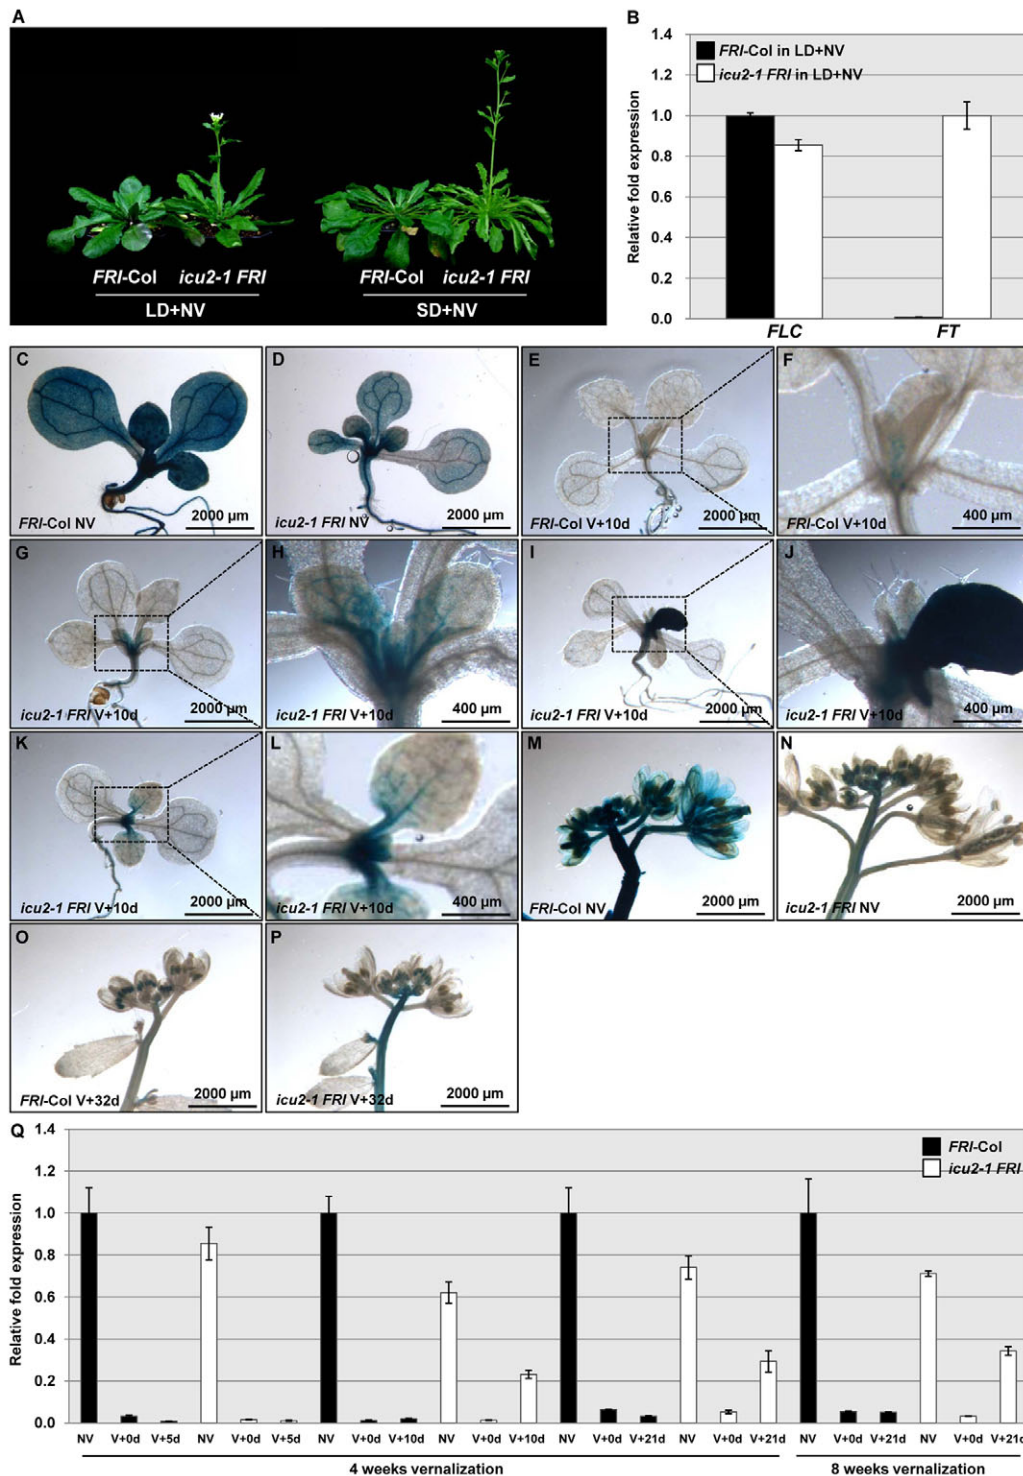 A
FRI-Col icu2-1 FRI FRI-Col icu2-1 FRI
LD+NV SD+NV
B
FRI-Col in LD+NV
icu2-1 FRI in LD+NV
Relative fold expression
1.4
1.2
1.0
0.8
0.6
0.4
0.2
0.0
FLC FT
C
FRI-Col NV 2000 µm
D
icu2-1 FRI NV 2000 µm
E
FRI-Col V+10d 2000 µm
F
FRI-Col V+10d 400 µm
G
icu2-1 FRI V+10d 2000 µm
H
icu2-1 FRI V+10d 400 µm
I
icu2-1 FRI V+10d 2000 µm
J
icu2-1 FRI V+10d 400 µm
K
icu2-1 FRI V+10d 2000 µm
L
icu2-1 FRI V+10d 400 µm
M
FRI-Col NV 2000 µm
N
icu2-1 FRI NV 2000 µm
O
FRI-Col V+32d 2000 µm
P
icu2-1 FRI V+32d 2000 µm
Q
FRI-Col
icu2-1 FRI
Relative fold expression
1.4
1.2
1.0
0.8
0.6
0.4
0.2
0.0
NV V+0d V+5d NV V+0d V+5d NV V+0d V+10d NV V+0d V+10d NV V+0d V+21d NV V+0d V+21d NV V+0d V+21d NV V+0d V+21d
4 weeks vernalization 8 weeks vernalization